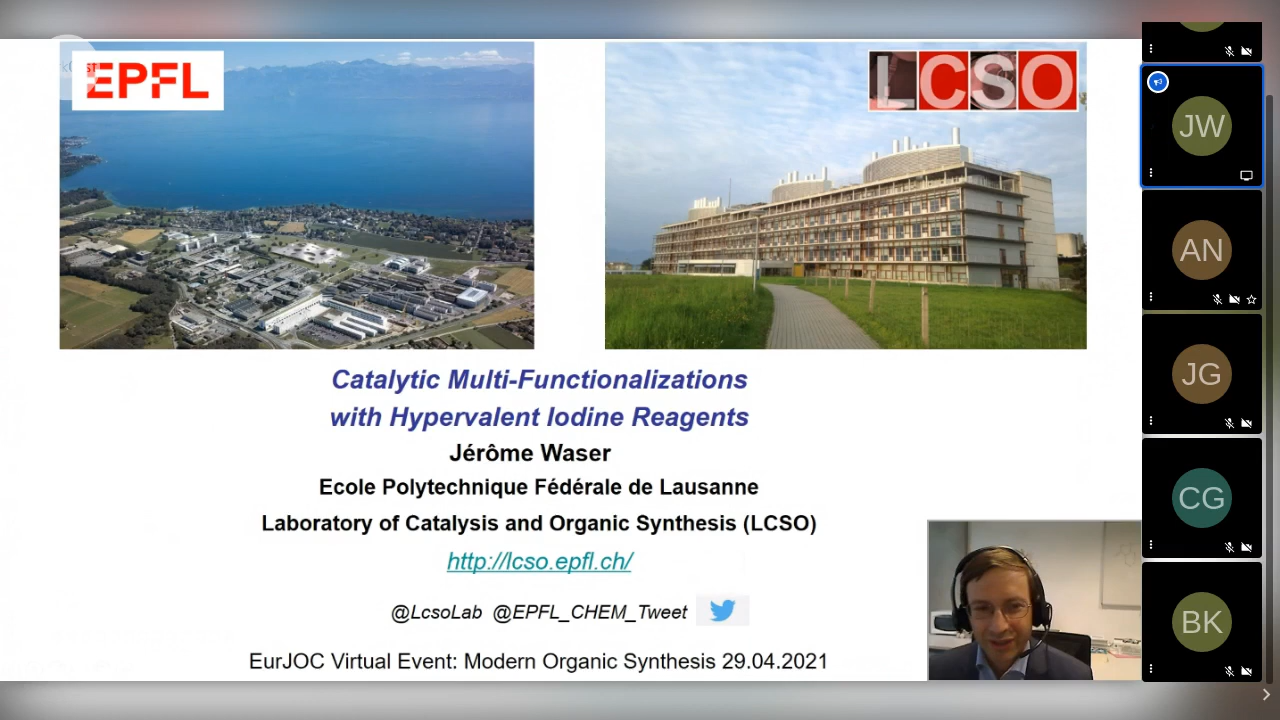 EPFL
LCSO
Catalytic Multi-Functionalizations
with Hypervalent Iodine Reagents
Jérôme Waser
Ecole Polytechnique Fédérale de Lausanne
Laboratory of Catalysis and Organic Synthesis (LCSO)
http://lcso.epfl.ch/
@LcsoLab @EPFL_CHEM_Tweet
EurJOC Virtual Event: Modern Organic Synthesis 29.04.2021
JW
AN
JG
CG
BK